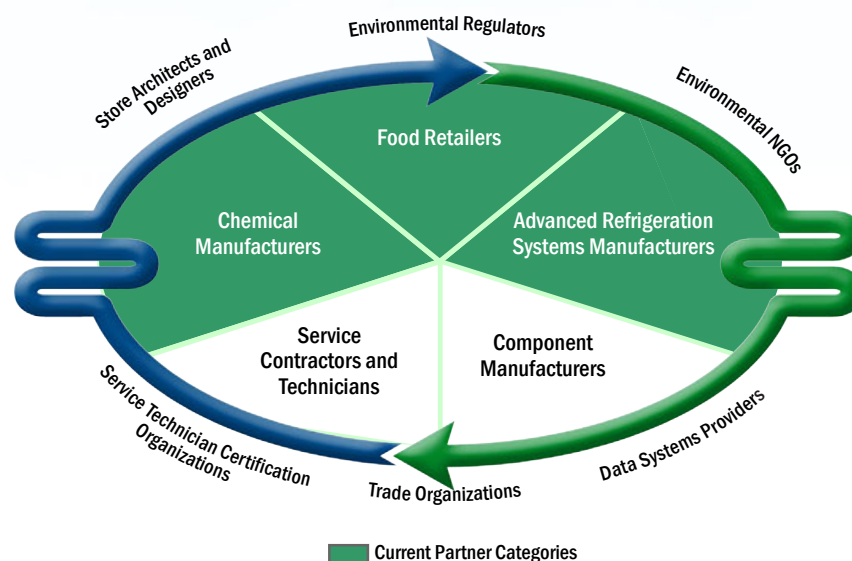 Environmental Regulators
Store Architects and
Designers
Environmental NGOs
Food Retailers
Chemical
Manufacturers
Advanced Refrigeration
Systems Manufacturers
Service
Contractors and
Technicians
Component
Manufacturers
Service Technician Certification
Organizations
Data Systems Providers
Trade Organizations
Current Partner Categories